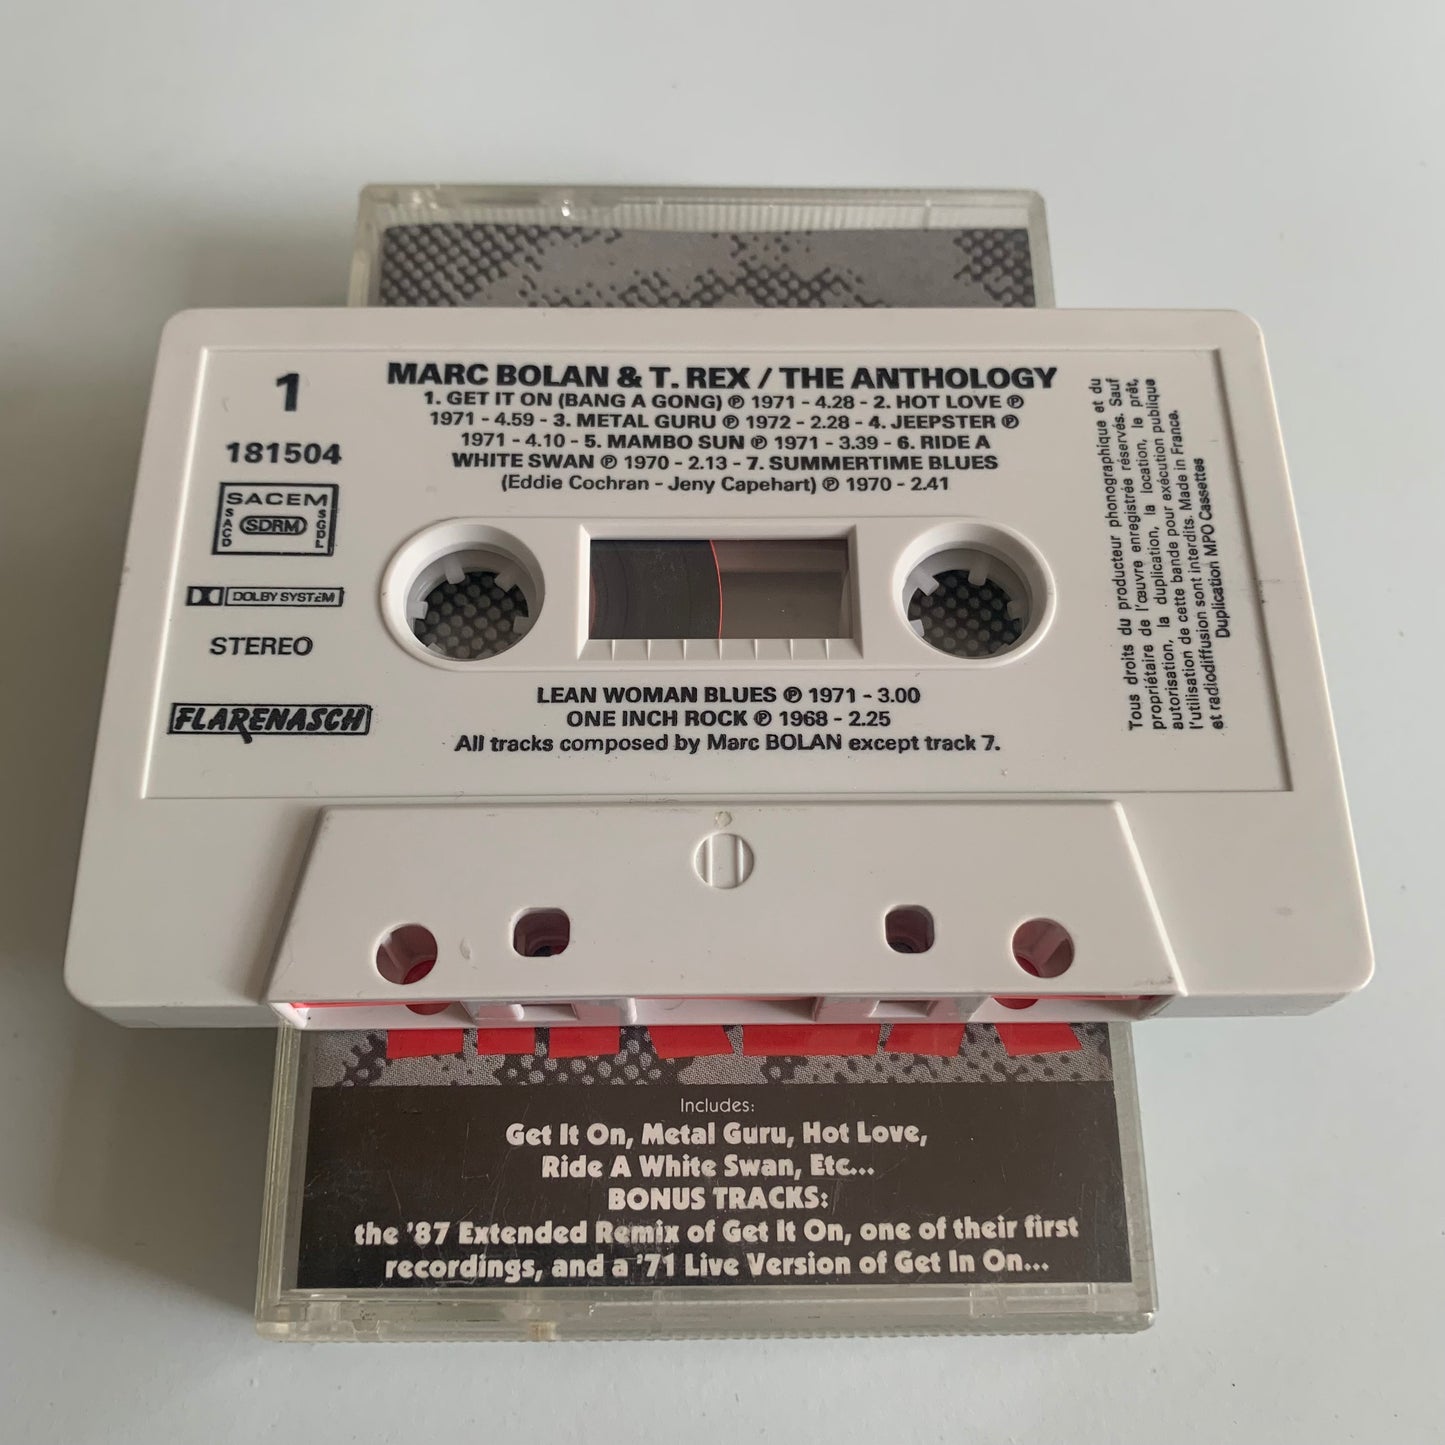 1
181504
SACEM
SACD
SDRM
SGDL
DOLBY SYSTEM
STEREO
FLARENASCH
MARC BOLAN & T. REX / THE ANTHOLOGY
1. GET IT ON (BANG A GONG) ℗ 1971 - 4.28 - 2. HOT LOVE ℗
1971 - 4.59 - 3. METAL GURU ℗ 1972 - 2.28 - 4. JEEPSTER ℗
1971 - 4.10 - 5. MAMBO SUN ℗ 1971 - 3.39 - 6. RIDE A
WHITE SWAN ℗ 1970 - 2.13 - 7. SUMMERTIME BLUES
(Eddie Cochran - Jeny Capehart) ℗ 1970 - 2.41
LEAN WOMAN BLUES ℗ 1971 - 3.00
ONE INCH ROCK ℗ 1968 - 2.25
All tracks composed by Marc BOLAN except track 7.
Tous droits du producteur phonographique et du
propriétaire de l'œuvre enregistrée réservés. Sauf
autorisation, la duplication, la location, le prêt,
l'utilisation de cette bande pour exécution publique
et radiodiffusion sont interdits. Made in France.
Duplication MPO Cassettes
Includes:
Get It On, Metal Guru, Hot Love,
Ride A White Swan, Etc...
BONUS TRACKS:
the '87 Extended Remix of Get It On, one of their first
recordings, and a '71 Live Version of Get In On...